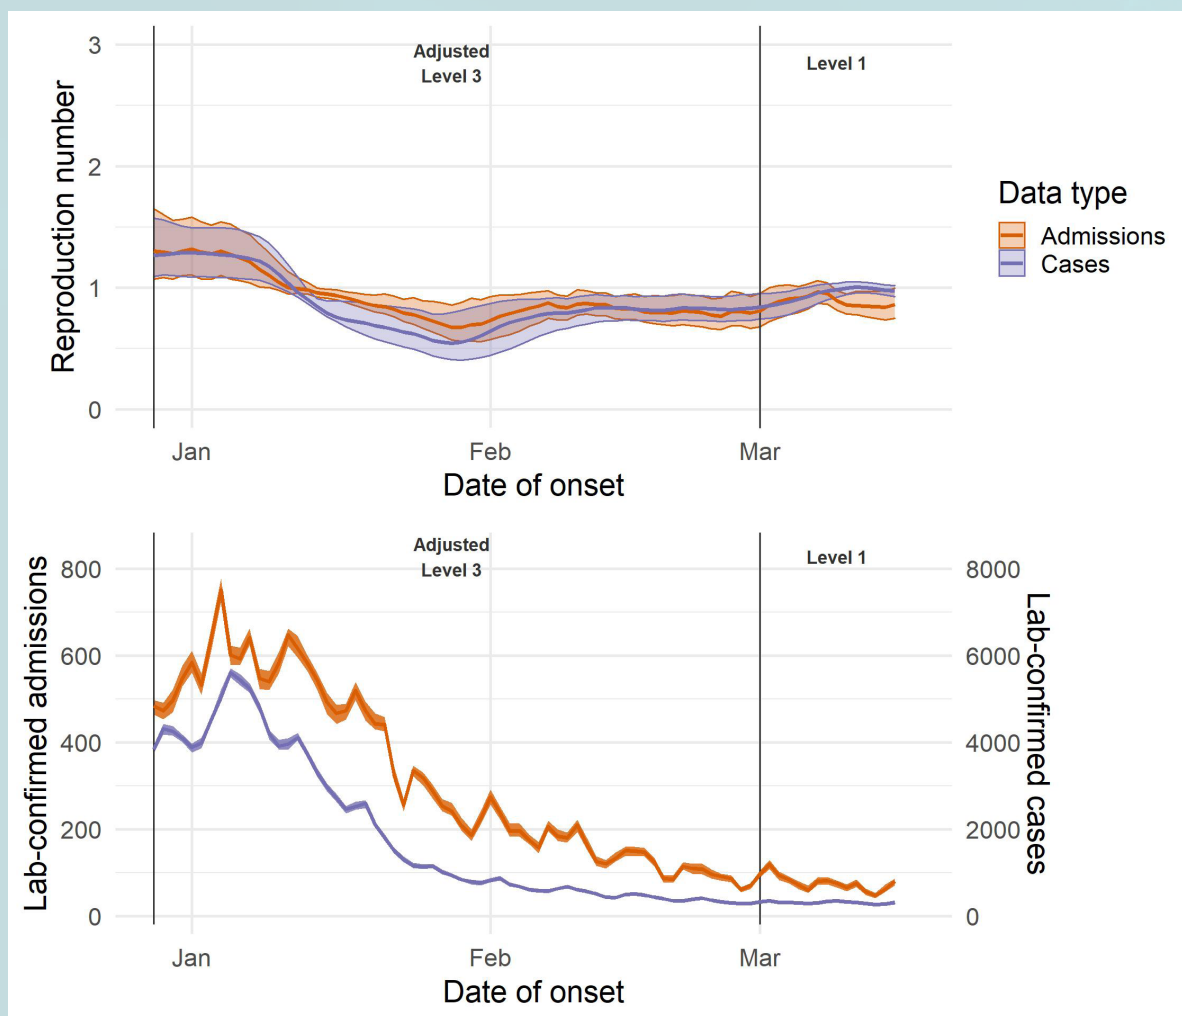 3
2
1
0
Reproduction number
Adjusted
Level 3
Level 1
Jan
Feb
Mar
Date of onset
Data type
Admissions
Cases
800
600
400
200
0
Lab-confirmed admissions
Adjusted
Level 3
Level 1
8000
6000
4000
2000
0
Lab-confirmed cases
Jan
Feb
Mar
Date of onset